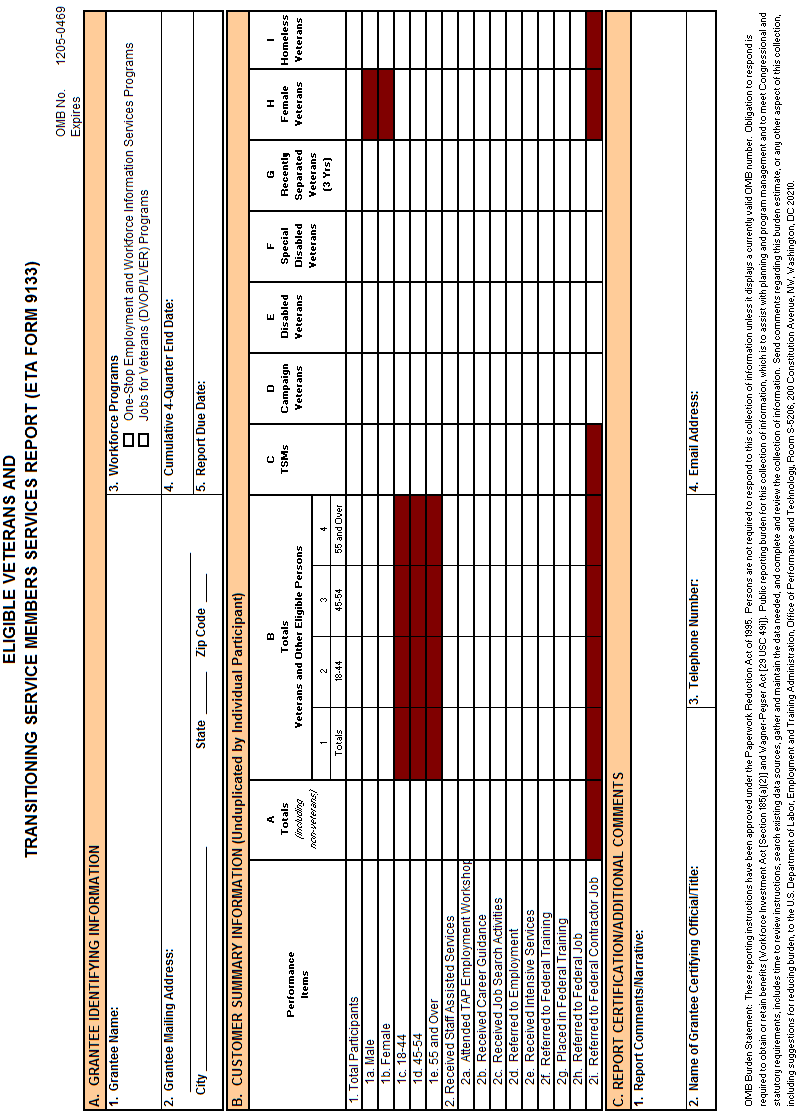 ELIGIBLE VETERANS AND
TRANSITIONING SERVICE MEMBERS SERVICES REPORT (ETA FORM 9133)
OMB No. 1205-0469
Expires
A. GRANTEE IDENTIFYING INFORMATION
1. Grantee Name:
3. Workforce Programs
One-Stop Employment and Workforce Information Services Programs
Jobs for Veterans (DVOP/LVER) Programs
2. Grantee Mailing Address:
4. Cumulative 4-Quarter End Date:
City State Zip Code
5. Report Due Date:
B. CUSTOMER SUMMARY INFORMATION (Unduplicated by Individual Participant)
Performance
Items
A
Totals
(including
non-veterans)
B
Totals
Veterans and Other Eligible Persons
1
Totals
2
18-44
3
45-54
4
55 and Over
C
TSMs
D
Campaign
Veterans
E
Disabled
Veterans
F
Special
Disabled
Veterans
G
Recently
Separated
Veterans
(3 Yrs)
H
Female
Veterans
I
Homeless
Veterans
1. Total Participants
1a. Male
1b. Female
1c. 18-44
1d. 45-54
1e. 55 and Over
2. Received Staff Assisted Services
2a. Attended TAP Employment Workshop
2b. Received Career Guidance
2c. Received Job Search Activities
2d. Referred to Employment
2e. Received Intensive Services
2f. Referred to Federal Training
2g. Placed in Federal Training
2h. Referred to Federal Job
2i. Referred to Federal Contractor Job
C. REPORT CERTIFICATION/ADDITIONAL COMMENTS
1. Report Comments/Narrative:
2. Name of Grantee Certifying Official/Title:
3. Telephone Number:
4. Email Address:
OMB Burden Statement: These reporting instructions have been approved under the Paperwork Reduction Act of 1995. Persons are not required to respond to this collection of information unless it displays a currently valid OMB number. Obligation to respond is
required to obtain or retain benefits (Workforce Investment Act [Section 185(a)(2)] and Wagner-Peyser Act [29 USC 49i]). Public reporting burden for this collection of information, which is to assist with planning and program management and to meet Congressional and
statutory requirements, includes time to review instructions, search existing data sources, gather and maintain the data needed, and complete and review the collection of information. Send comments regarding this burden estimate, or any other aspect of this collection,
including suggestions for reducing burden, to the U.S. Department of Labor, Employment and Training Administration, Office of Performance and Technology, Room S-5206, 200 Constitution Avenue, NW, Washington, DC 20210.